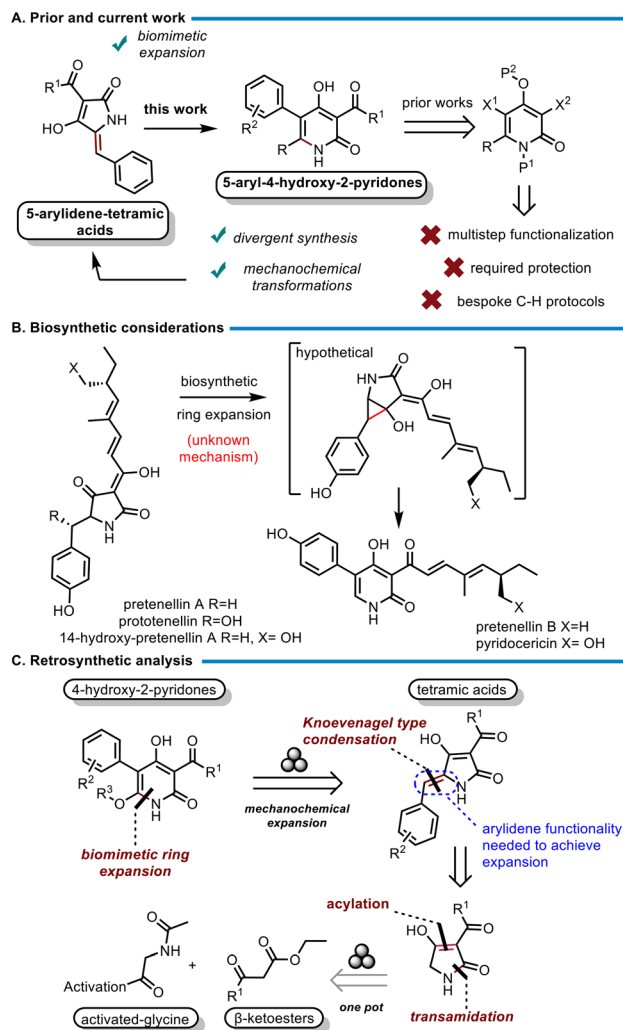 A. Prior and current work
biomimetic
expansion
R1
O
O
HO
NH
this work
5-arylidene-tetramic
acids
OH
O
R1
R2
R
N
H
O
5-aryl-4-hydroxy-2-pyridones
prior works
P2
O
X1
X2
R
N
O
P1
divergent synthesis
mechanochemical
transformations
multistep functionalization
required protection
bespoke C-H protocols
B. Biosynthetic considerations
X
OH
O
O
R
NH
HO
pretenellin A R=H
prototenellin R=OH
14-hydroxy-pretenellin A R=H, X= OH
biosynthetic
ring expansion
(unknown
mechanism)
hypothetical
O
HN
OH
OH
HO
X
HO
OH
O
N
H
O
X
pretenellin B X=H
pyridocericin X= OH
C. Retrosynthetic analysis
4-hydroxy-2-pyridones
OH
O
R1
R2
R3
O
N
H
O
biomimetic ring
expansion
mechanochemical
expansion
tetramic acids
Knoevenagel type
condensation
R1
HO
O
O
N
H
R2
arylidene functionality
needed to achieve
expansion
acylation
R1
HO
O
O
N
H
transamidation
one pot
O
NH
Activation
O
activated-glycine
+
O
O
O
R1
β-ketoesters